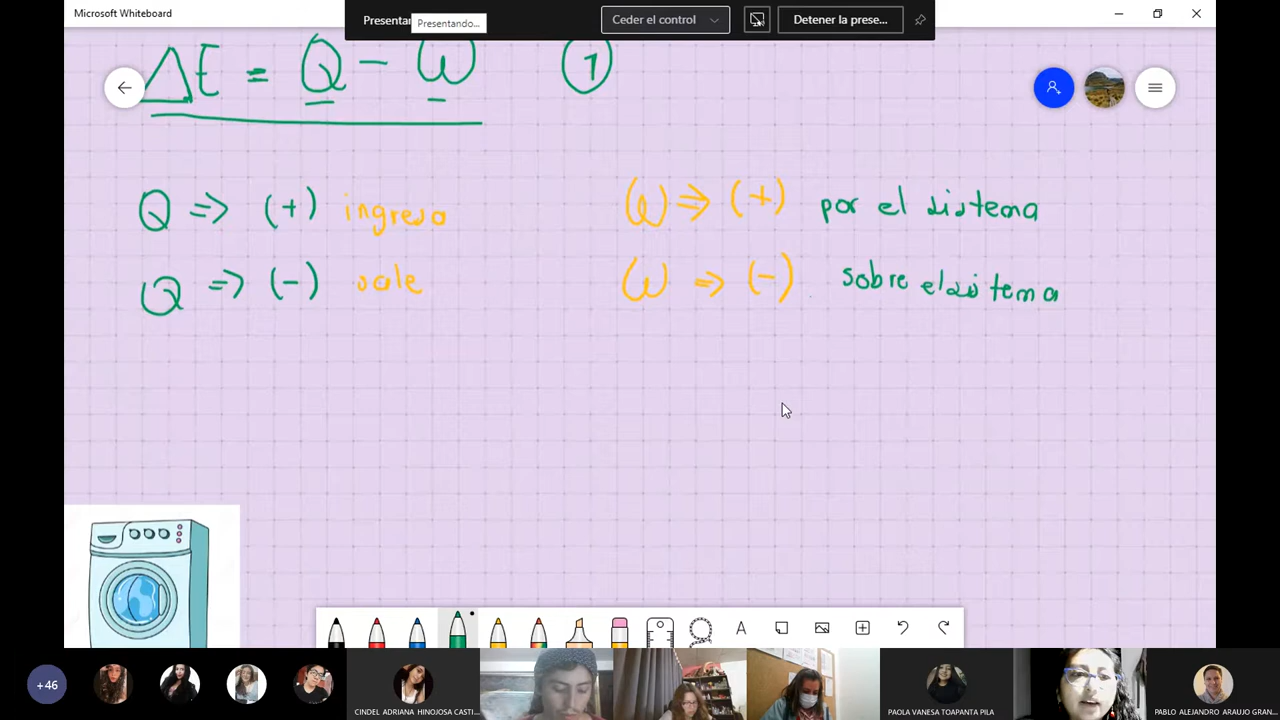 Microsoft Whiteboard
Presentando...
Ceder el control
Detener la prese...
ΔE = Q - W 1
Q => (+) ingresa
W => (+) por el sistema
Q => (-) sale
W => (-) sobre el sistema
A
+46
CINDEL ADRIANA HINOJOSA CASTI...
PAOLA VANESA TOAPANTA PILA
PABLO ALEJANDRO ARAUJO GRAN...